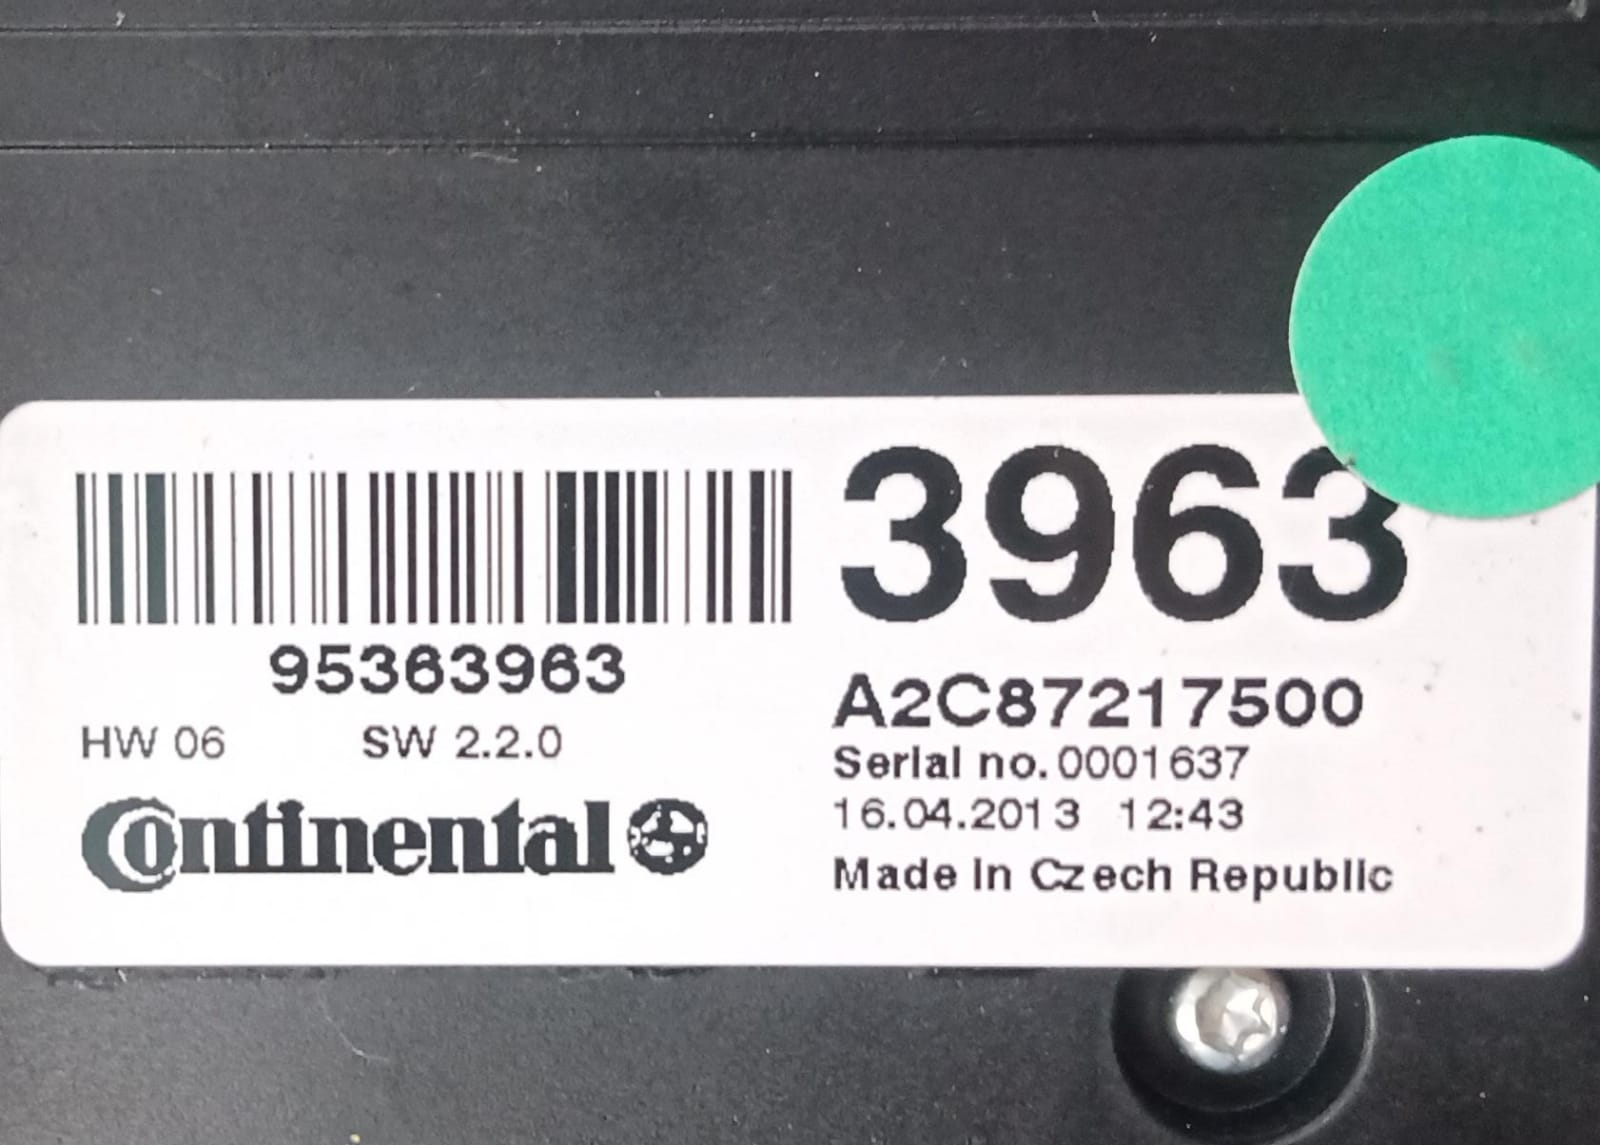 3963
95363963
HW 06 SW 2.2.0
Continental
A2C87217500
Serial no. 0001637
16.04.2013 12:43
Made in Czech Republic